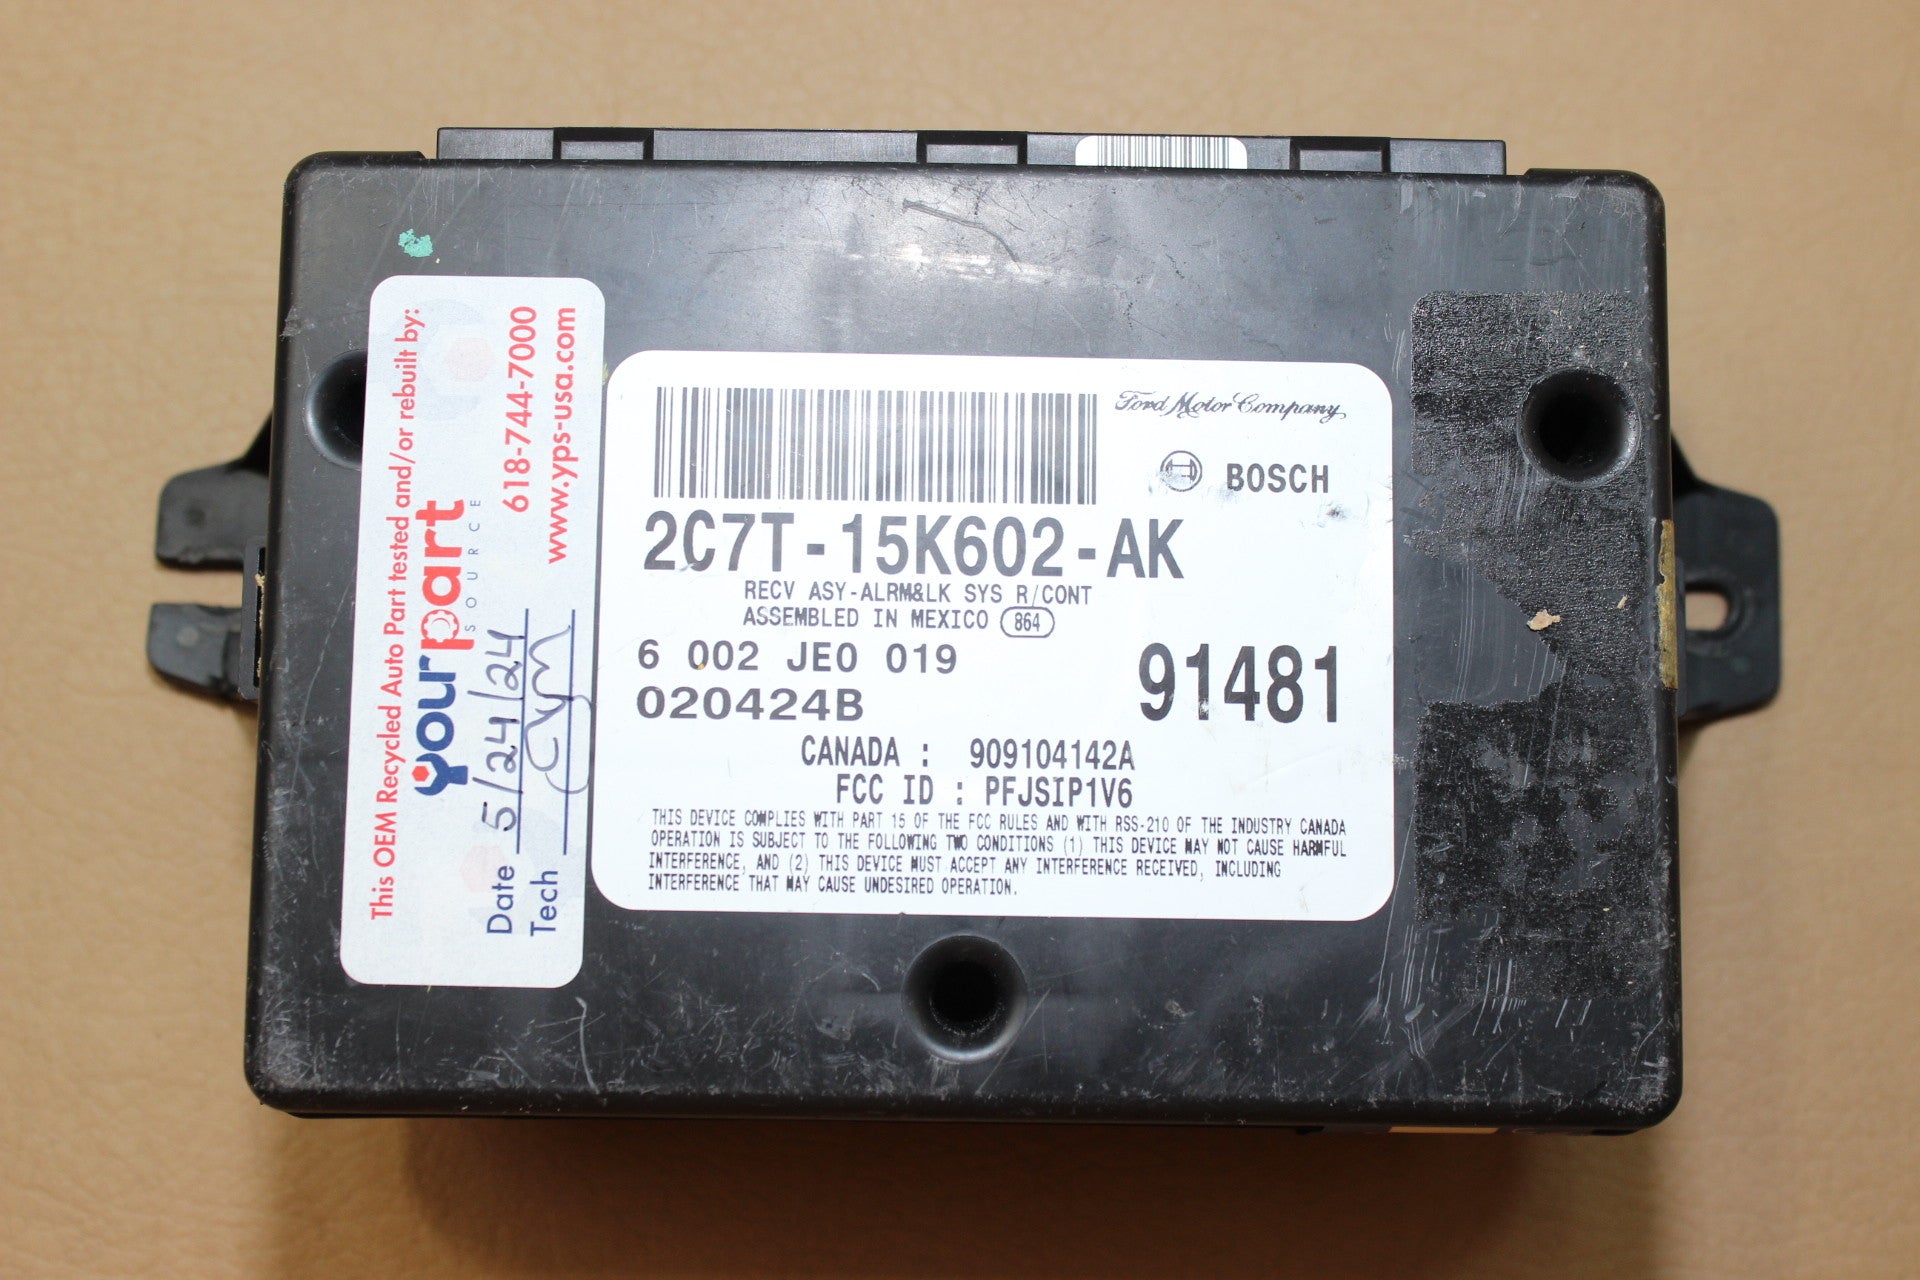 This OEM Recycled Auto Part tested and/or rebuilt by:
yourpart
SOURCE
618-744-7000
www.yps-usa.com
Date 5/24/24
Tech
Ford Motor Company
BOSCH
2C7T-15K602-AK
RECV ASY-ALRM&LK SYS R/CONT
ASSEMBLED IN MEXICO 864
6 002 JE0 019
91481
020424B
CANADA : 909104142A
FCC ID : PFJSIP1V6
THIS DEVICE COMPLIES WITH PART 15 OF THE FCC RULES AND WITH RSS-210 OF THE INDUSTRY CANADA
OPERATION IS SUBJECT TO THE FOLLOWING TWO CONDITIONS (1) THIS DEVICE MAY NOT CAUSE HARMFUL
INTERFERENCE, AND (2) THIS DEVICE MUST ACCEPT ANY INTERFERENCE RECEIVED, INCLUDING
INTERFERENCE THAT MAY CAUSE UNDESIRED OPERATION.